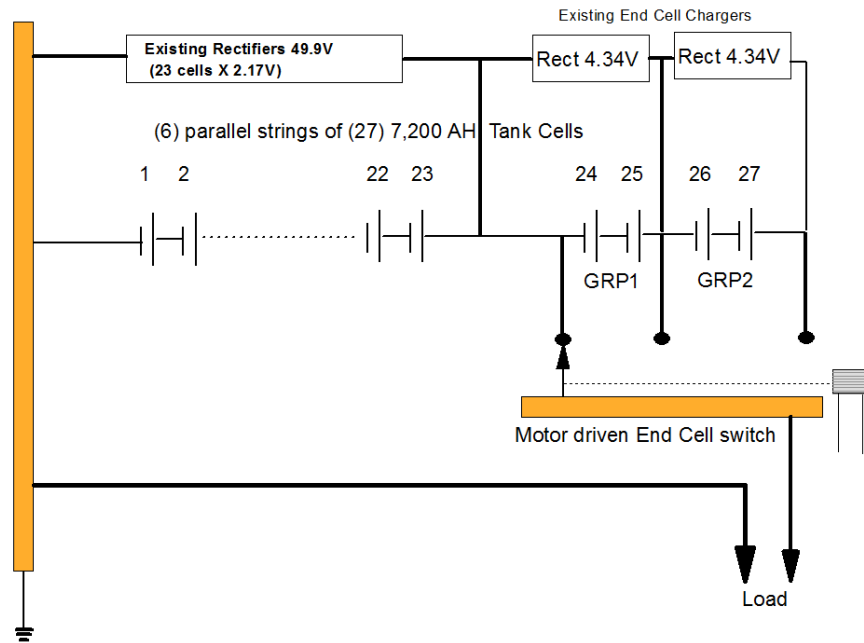 Existing End Cell Chargers
Existing Rectifiers 49.9V
(23 cells X 2.17V)
Rect 4.34V
Rect 4.34V
(6) parallel strings of (27) 7,200 AH Tank Cells
1 2 22 23 24 25 26 27
GRP1 GRP2
Motor driven End Cell switch
Load